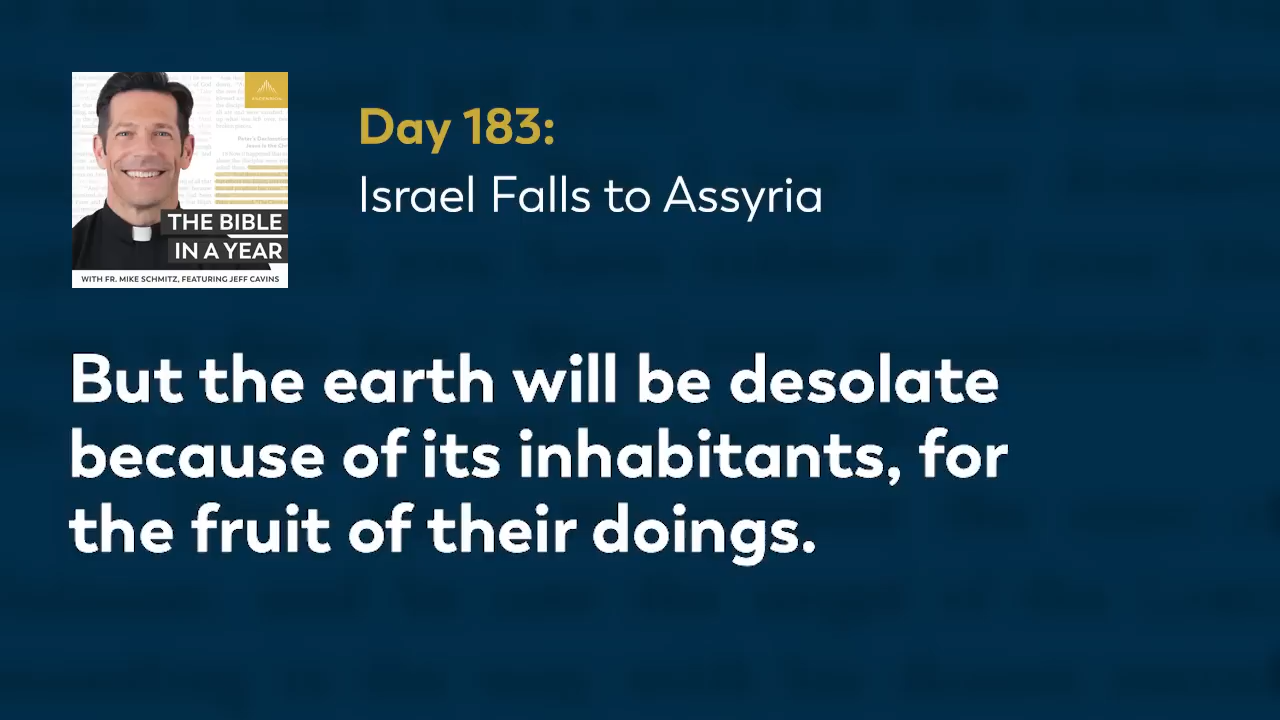 Day 183:
Israel Falls to Assyria
THE BIBLE
IN A YEAR
WITH FR. MIKE SCHMITZ, FEATURING JEFF CAVINS
But the earth will be desolate
because of its inhabitants, for
the fruit of their doings.